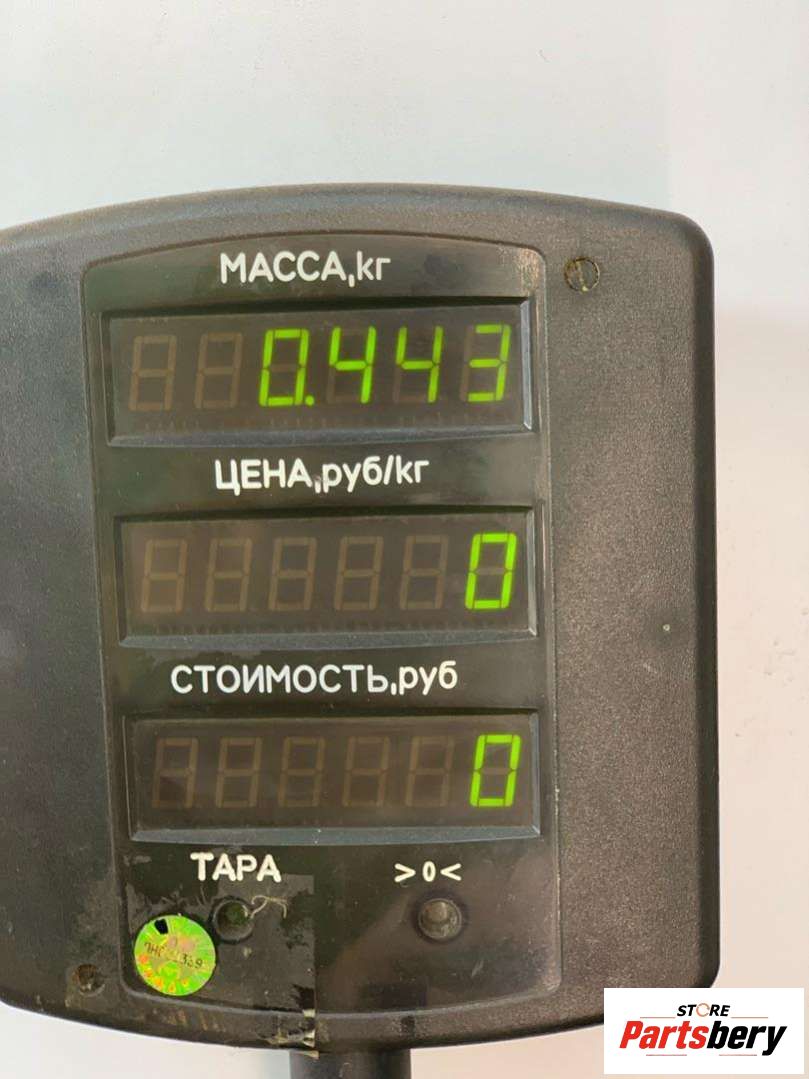 МАССА,кг
0.443
ЦЕНА,руб/кг
0
СТОИМОСТЬ,руб
0
ТАРА >0<
STORE
Partsbery